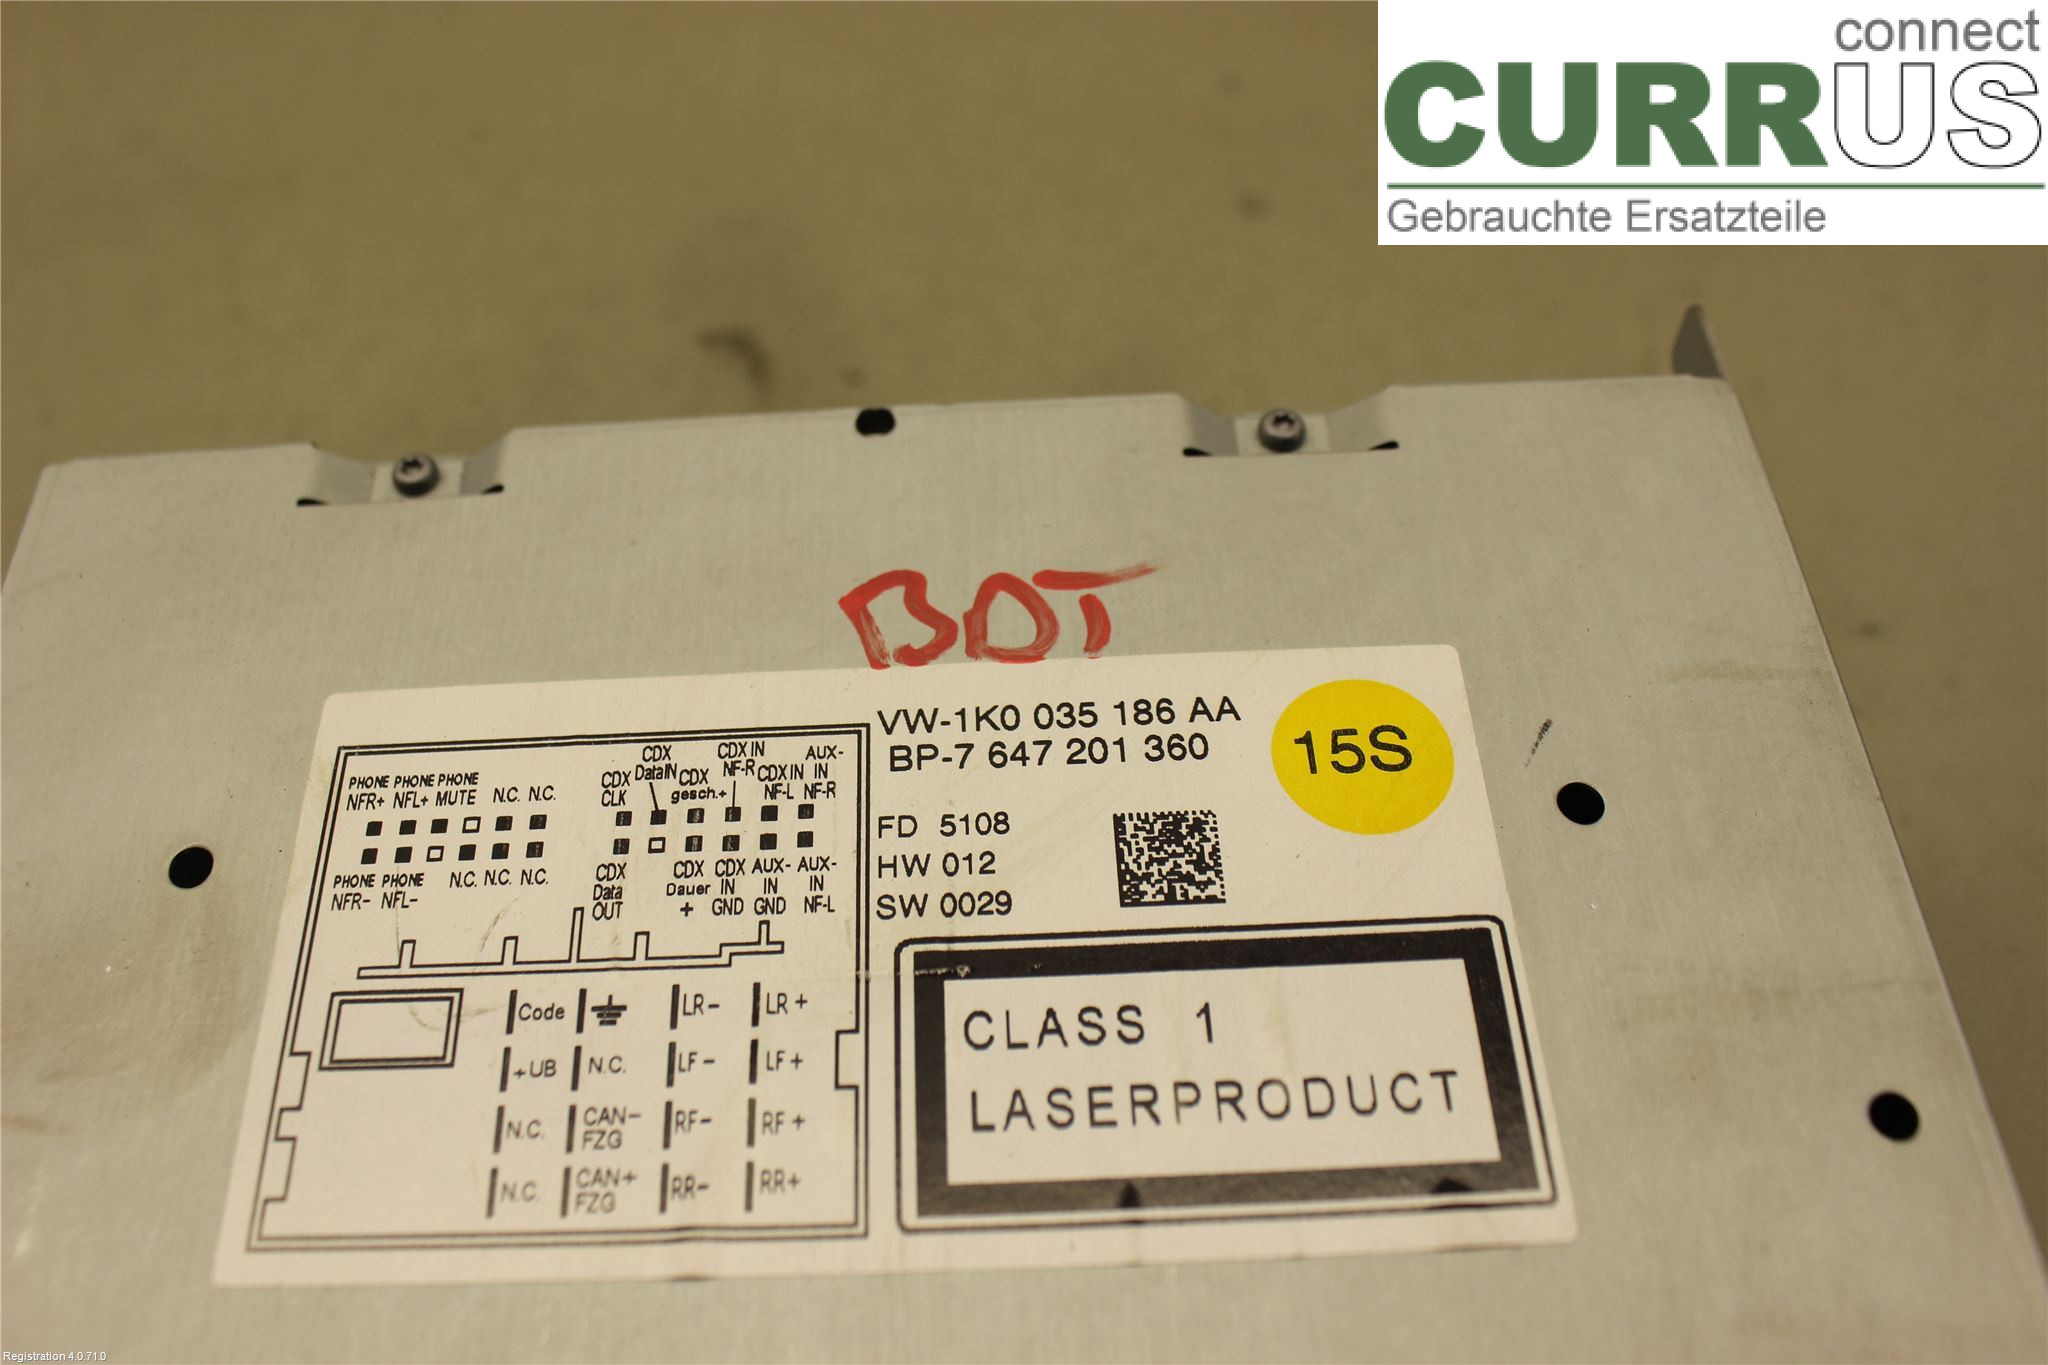 connect
CURRUS
Gebrauchte Ersatzteile
BOT
VW-1K0 035 186 AA
BP-7 647 201 360
15S
FD 5108
HW 012
SW 0029
CLASS 1
LASERPRODUCT
PHONE PHONE PHONE
NFR+ NFL+ MUTE N.C. N.C.
PHONE PHONE
NFR- NFL- N.C. N.C. N.C.
CDX CLK
CDX DataIN
CDX gesch.+
CDX IN NF-R
CDX IN NF-L
AUX-IN NF-R
CDX Data OUT
CDX Dauer +
CDX IN GND
AUX-IN GND
AUX-IN NF-L
Code LR- LR+
+UB N.C. LF- LF+
N.C. CAN- FZG RF- RF+
N.C. CAN+ FZG RR- RR+
Registration 4.0.71.0